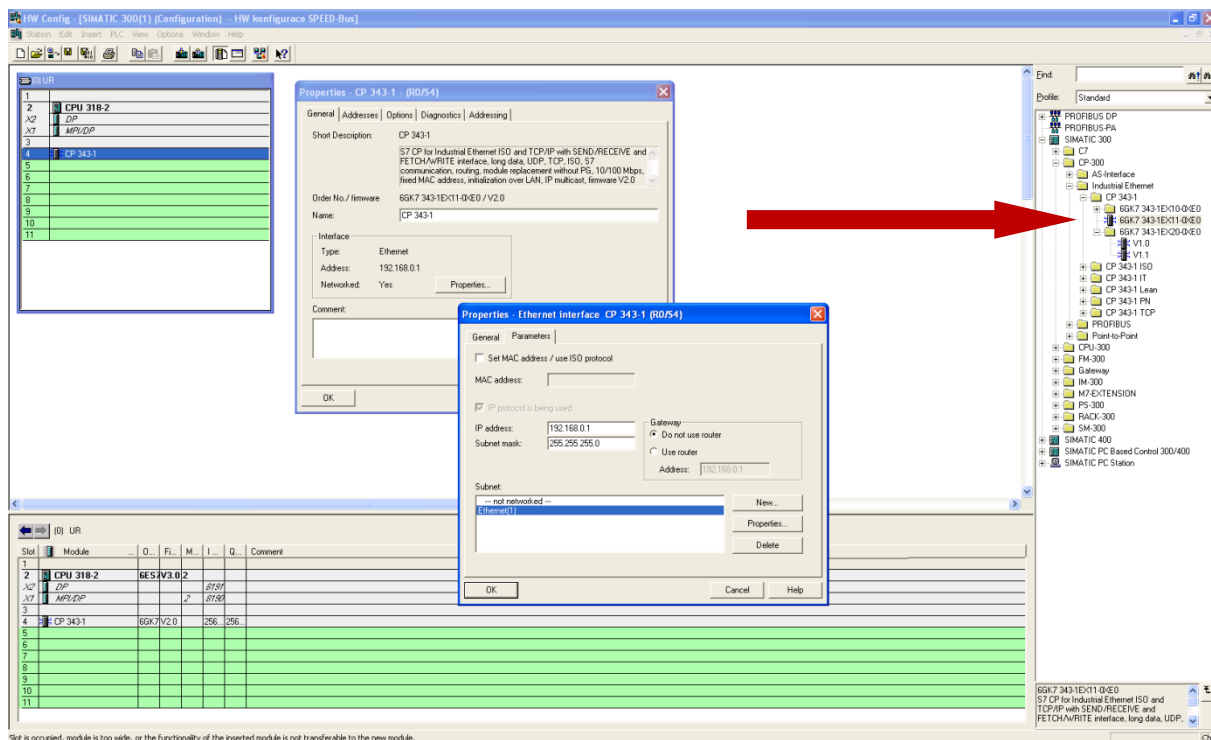 HW Config - [SIMATIC 300(1) (Configuration) -- HW konfigurace SPEED-Bus]
Station Edit Insert PLC View Options Window Help
(0) UR
1
2 CPU 318-2
X2 DP
X1 MPI/DP
3
4 CP 343-1
5
6
7
8
9
10
11
Properties - CP 343-1 - (R0/S4)
General Addresses Options Diagnostics Addressing
Short Description: CP 343-1
S7 CP for Industrial Ethernet ISO and TCP/IP with SEND/RECEIVE and
FETCH/WRITE interface, long data, UDP, TCP, ISO, S7
communication, routing, module replacement without PG, 10/100 Mbps,
fixed MAC address, initialization over LAN, IP multicast, firmware V2.0
Order No./ firmware 6GK7 343-1EX11-0XE0 / V2.0
Name: CP 343-1
Interface
Type: Ethernet
Address: 192.168.0.1
Networked: Yes Properties...
Comment:
OK
Properties - Ethernet interface CP 343-1 (R0/S4)
General Parameters
Set MAC address / use ISO protocol
MAC address:
IP protocol is being used
IP address: 192.168.0.1
Subnet mask: 255.255.255.0
Gateway
Do not use router
Use router
Address: 192.168.0.1
Subnet:
--- not networked ---
Ethernet(1)
New...
Properties...
Delete
OK Cancel Help
Find:
Profile: Standard
PROFIBUS DP
PROFIBUS-PA
SIMATIC 300
C7
CP-300
AS-Interface
Industrial Ethernet
CP 343-1
6GK7 343-1EX10-0XE0
6GK7 343-1EX11-0XE0
6GK7 343-1EX20-0XE0
V1.0
V1.1
CP 343-1 ISO
CP 343-1 IT
CP 343-1 Lean
CP 343-1 PN
CP 343-1 TCP
PROFIBUS
Point-to-Point
CPU-300
FM-300
Gateway
IM-300
M7-EXTENSION
PS-300
RACK-300
SM-300
SIMATIC 400
SIMATIC PC Based Control 300/400
SIMATIC PC Station
(0) UR
Slot Module ... O... Fi... M... I... Q... Comment
1
2 CPU 318-2 6ES7 V3.0 2
X2 DP 8191
X1 MPI/DP 2 8190
3
4 CP 343-1 6GK7 V2.0 256... 256...
5
6
7
8
9
10
11
6GK7 343-1EX11-0XE0
S7 CP for Industrial Ethernet ISO and
TCP/IP with SEND/RECEIVE and
FETCH/WRITE interface, long data, UDP,
Slot is occupied, module is too wide, or the functionality of the inserted module is not transferable to the new module.